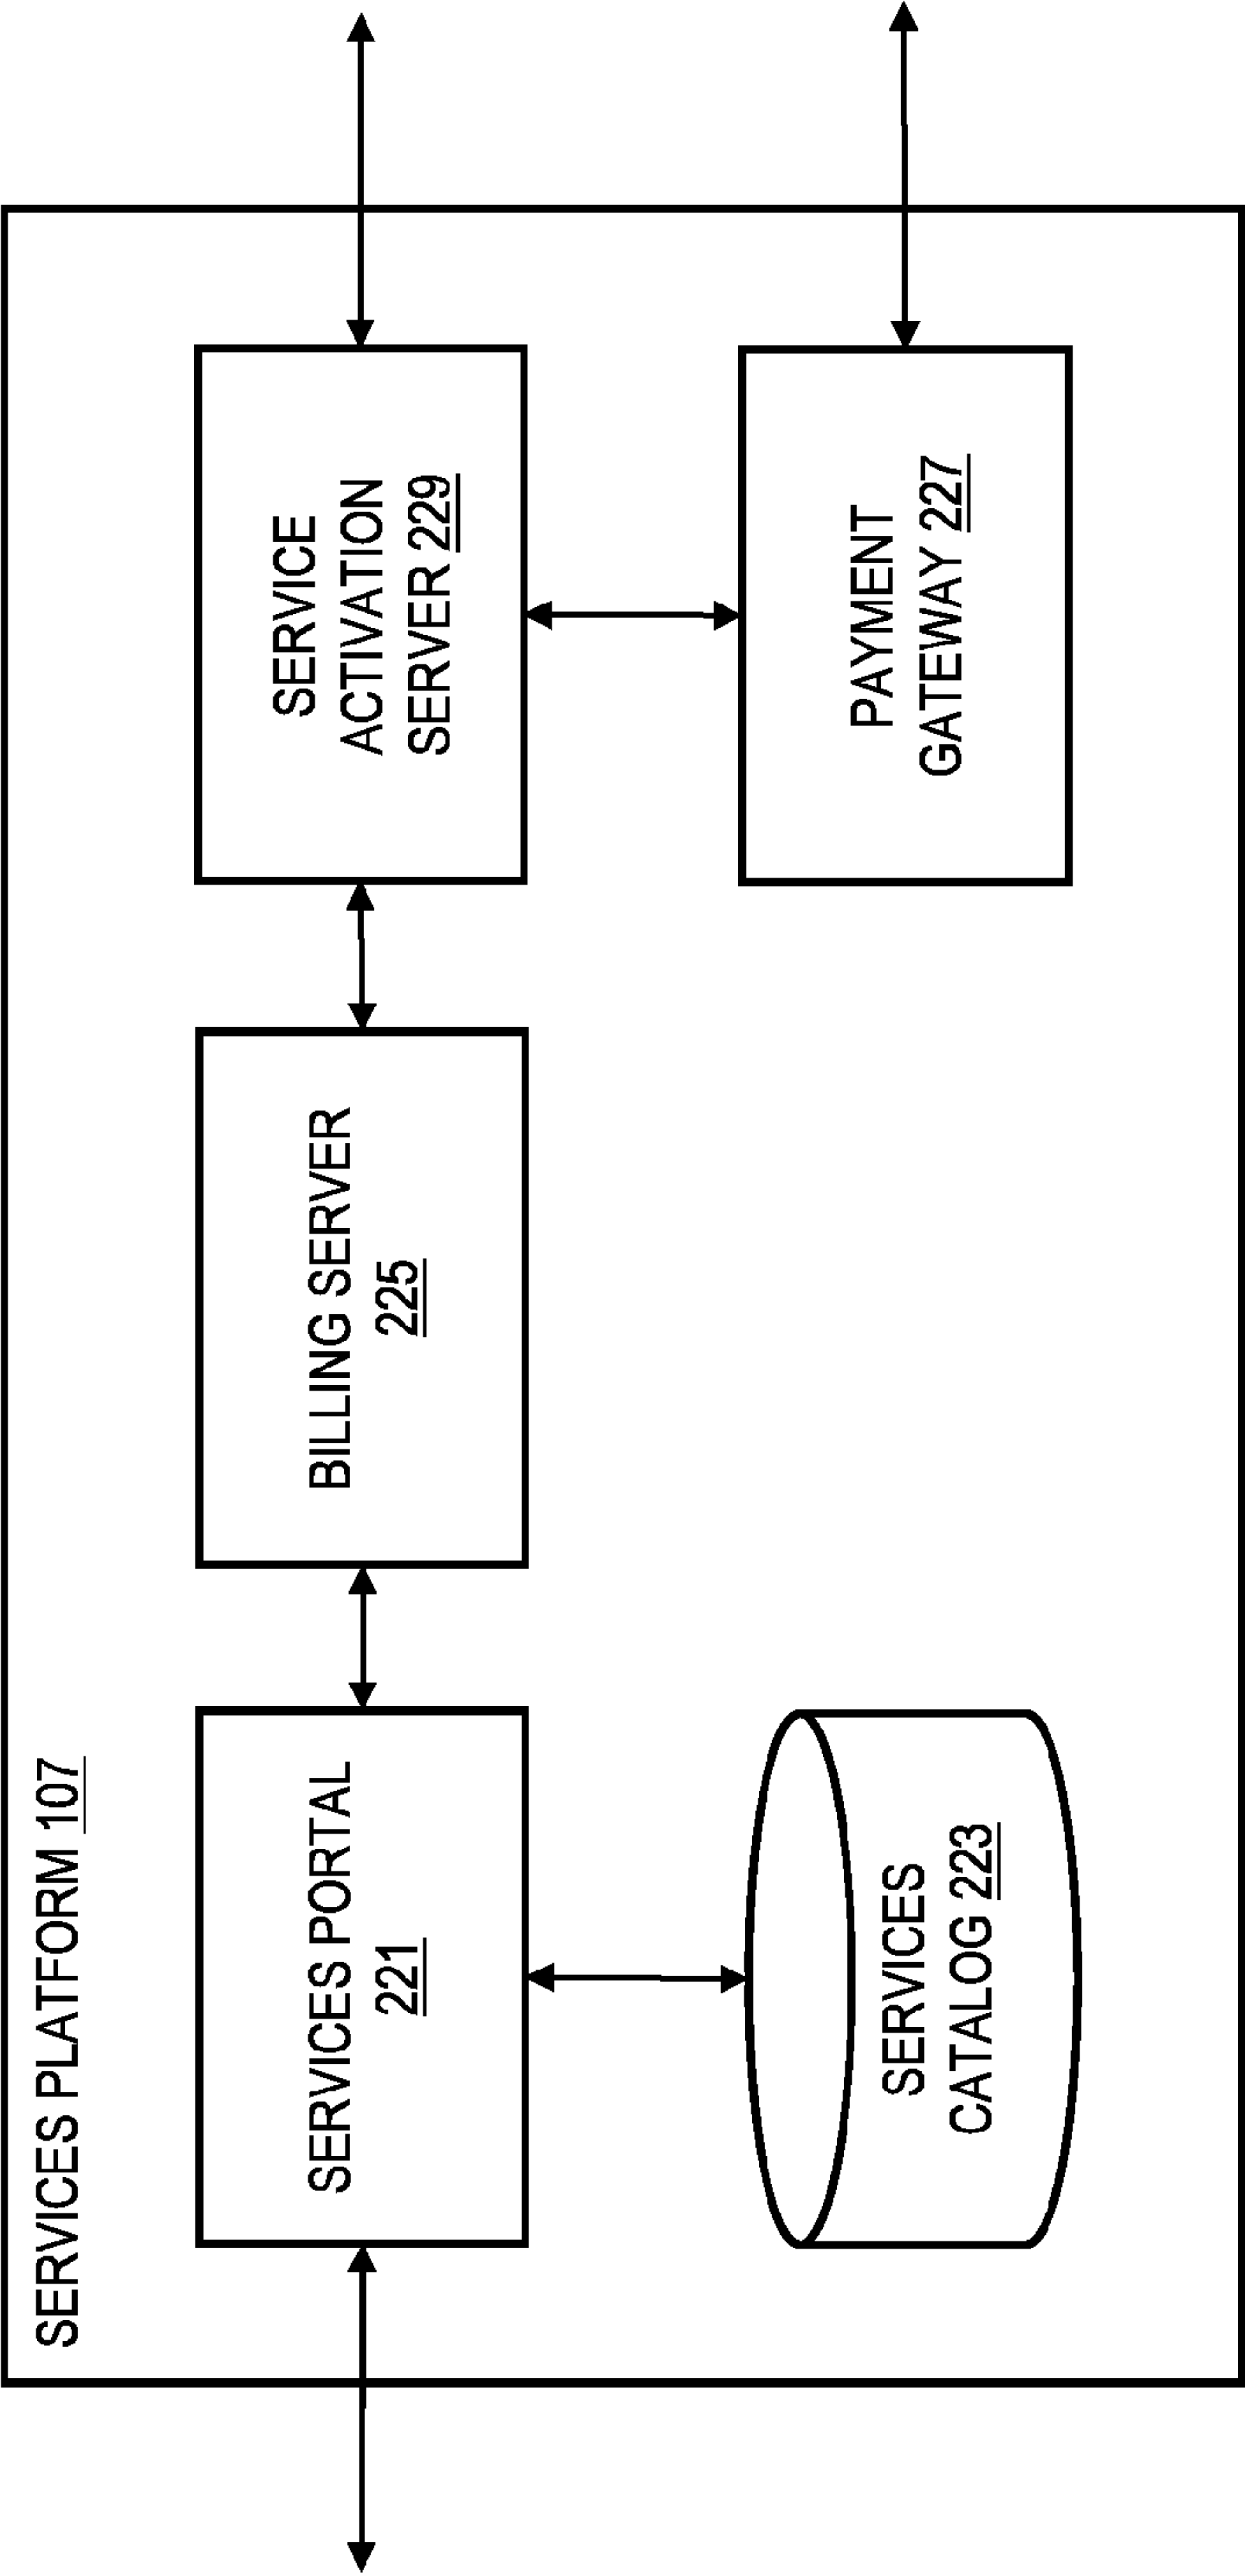 SERVICES PLATFORM 107
SERVICES PORTAL
221
BILLING SERVER
225
SERVICE
ACTIVATION
SERVER 229
SERVICES
CATALOG 223
PAYMENT
GATEWAY 227